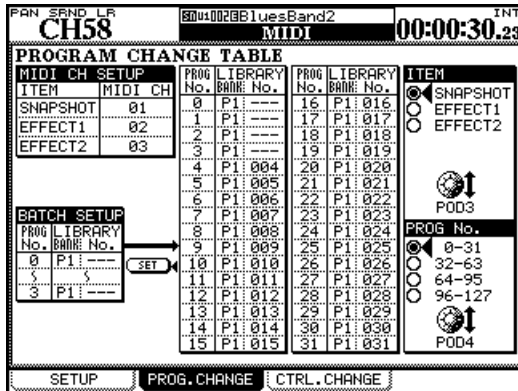 PAN SRND LR
CH58
BluesBand2
MIDI
INT
00:00:30.23
PROGRAM CHANGE TABLE
MIDI CH SETUP
ITEM MIDI CH
SNAPSHOT 01
EFFECT1 02
EFFECT2 03
BATCH SETUP
PROG No. LIBRARY BANK No.
0 P1 ---
3 P1 ---
SET
PROG No. LIBRARY BANK No.
0 P1 ---
1 P1 ---
2 P1 ---
3 P1 ---
4 P1 004
5 P1 005
6 P1 006
7 P1 007
8 P1 008
9 P1 009
10 P1 010
11 P1 011
12 P1 012
13 P1 013
14 P1 014
15 P1 015
PROG No. LIBRARY BANK No.
16 P1 016
17 P1 017
18 P1 018
19 P1 019
20 P1 020
21 P1 021
22 P1 022
23 P1 023
24 P1 024
25 P1 025
26 P1 026
27 P1 027
28 P1 028
29 P1 029
30 P1 030
31 P1 031
ITEM
SNAPSHOT
EFFECT1
EFFECT2
POD3
PROG No.
0-31
32-63
64-95
96-127
POD4
SETUP PROG.CHANGE CTRL.CHANGE